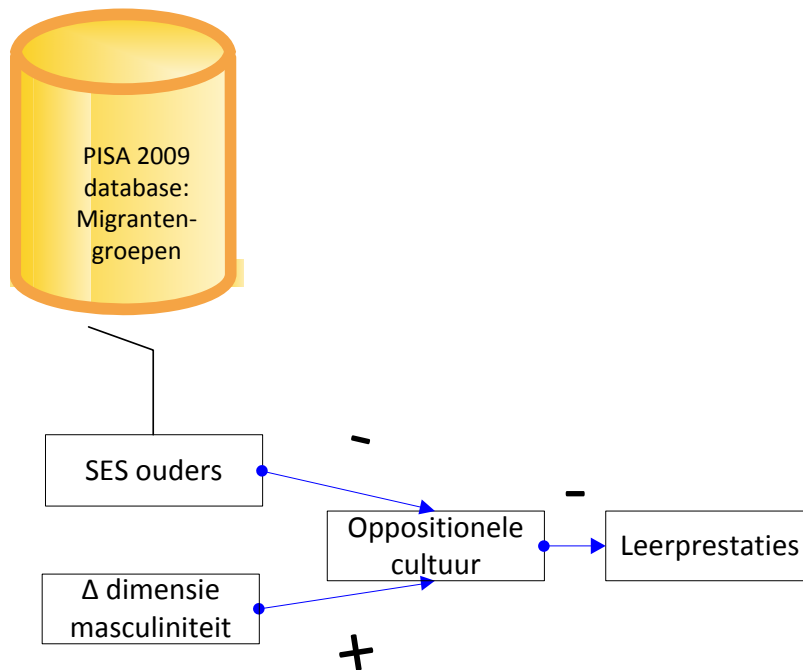 PISA 2009
database:
Migranten-
groepen
-
SES ouders
-
Oppositionele
cultuur
Leerprestaties
Δ dimensie
masculiniteit
+